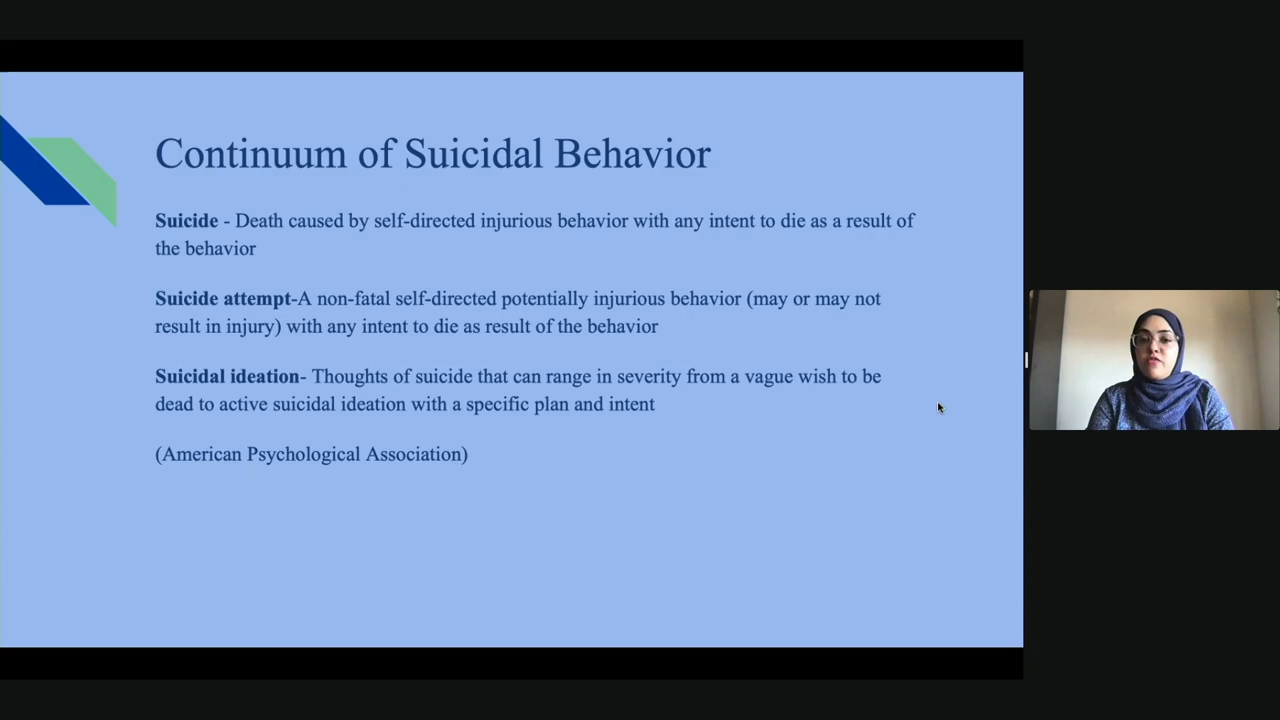 Continuum of Suicidal Behavior
Suicide - Death caused by self-directed injurious behavior with any intent to die as a result of
the behavior
Suicide attempt-A non-fatal self-directed potentially injurious behavior (may or may not
result in injury) with any intent to die as result of the behavior
Suicidal ideation- Thoughts of suicide that can range in severity from a vague wish to be
dead to active suicidal ideation with a specific plan and intent
(American Psychological Association)